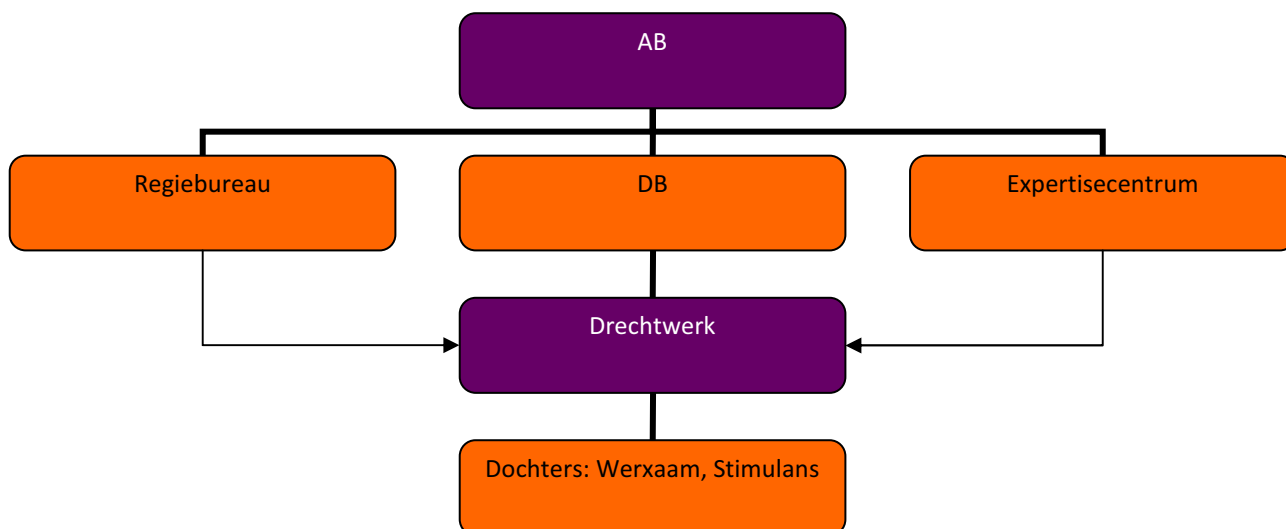 AB
Regiebureau
DB
Expertisecentrum
Drechtwerk
Dochters: Werxaam, Stimulans